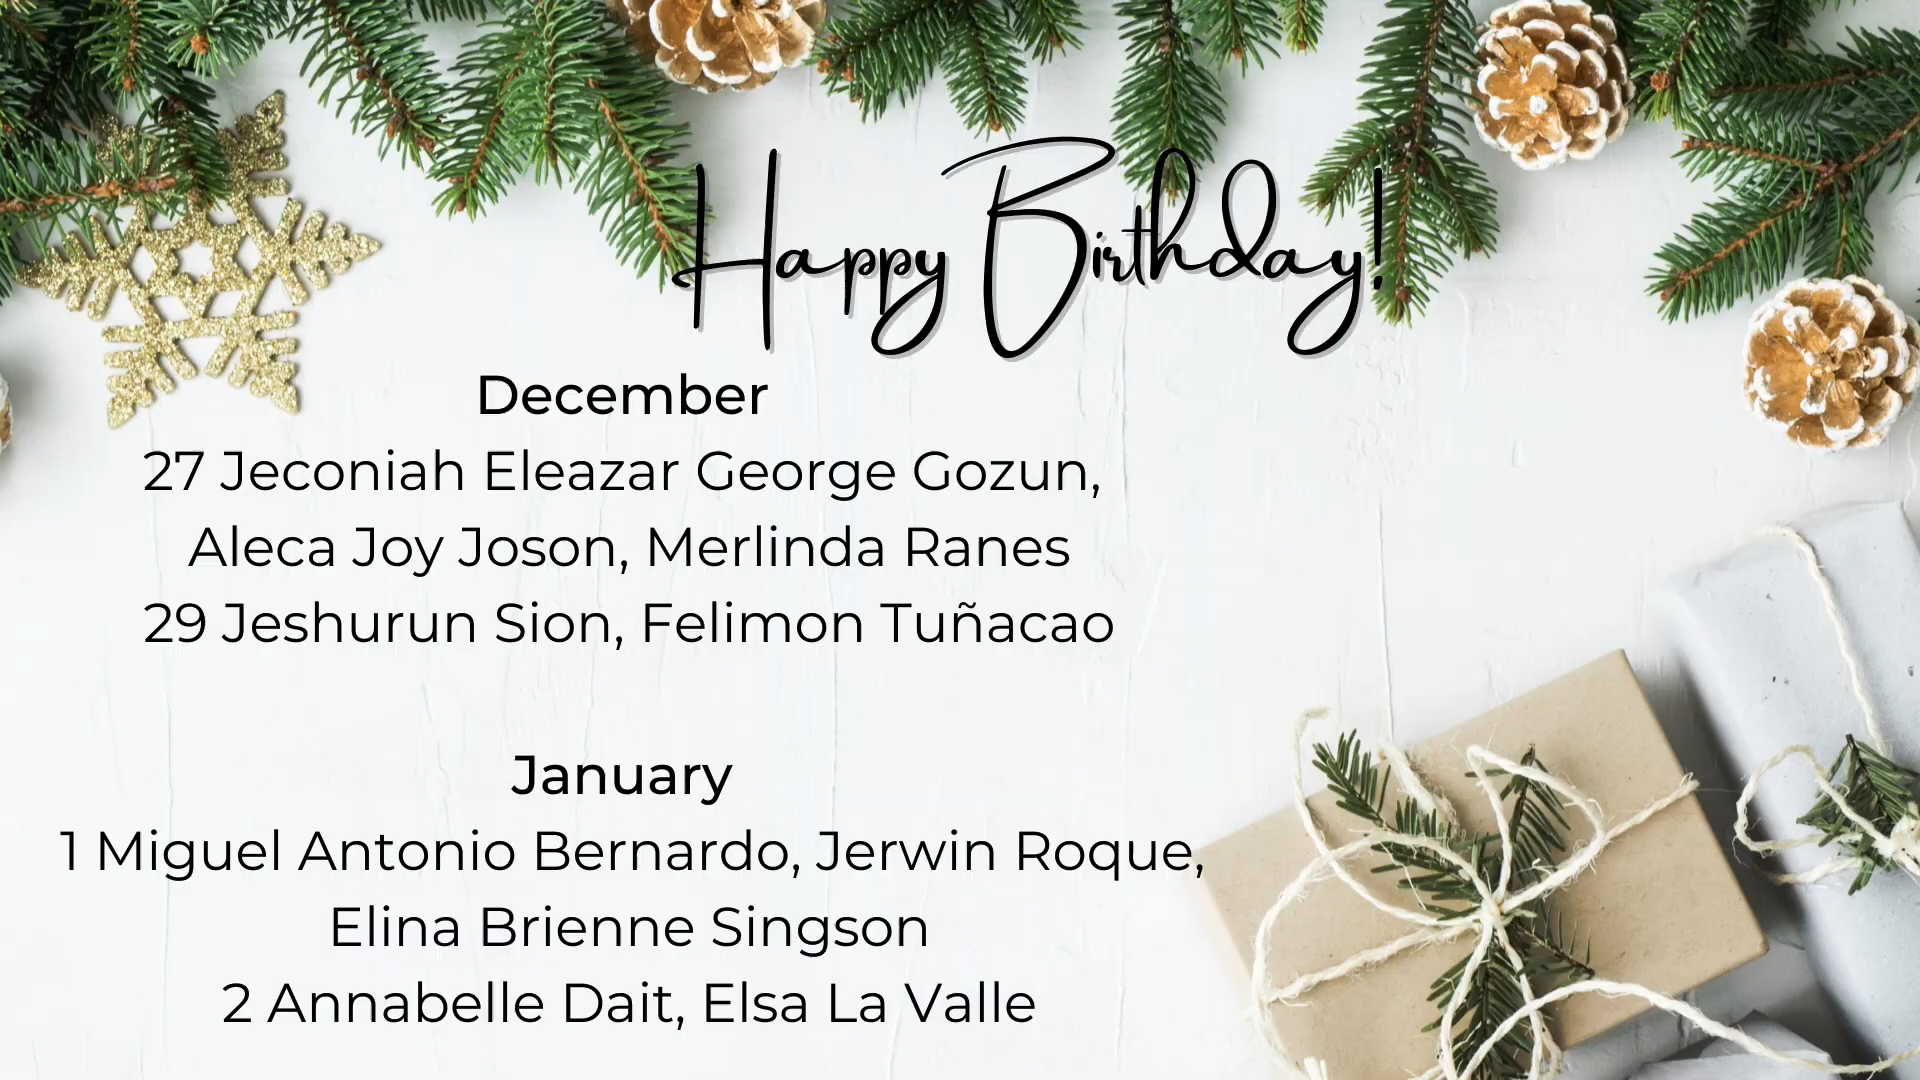 Happy Birthday!
December
27 Jeconiah Eleazar George Gozun,
Aleca Joy Joson, Merlinda Ranes
29 Jeshurun Sion, Felimon Tuñacao
January
1 Miguel Antonio Bernardo, Jerwin Roque,
Elina Brienne Singson
2 Annabelle Dait, Elsa La Valle